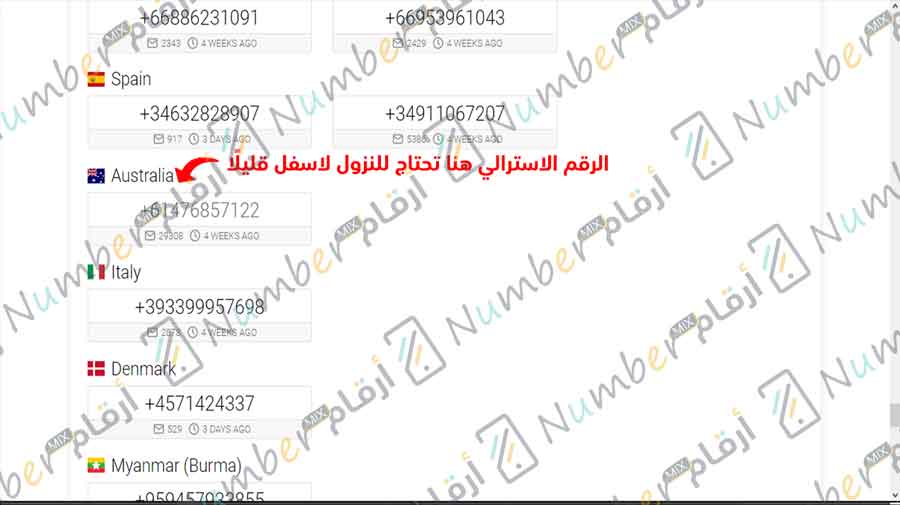 +66886231091 +66953961043
2343 4 WEEKS AGO 2429 4 WEEKS AGO
Spain
+34632828907 +34911067207
917 3 DAYS AGO 5386 4 WEEKS AGO
Australia الرقم الاسترالي هنا تحتاج للنزول لاسفل قليلًا
+61476857122
29308 4 WEEKS AGO
Italy
+393399957698
2878 4 WEEKS AGO
Denmark
+4571424337
529 3 DAYS AGO
Myanmar (Burma)
+959457933855
Number MIX أرقام